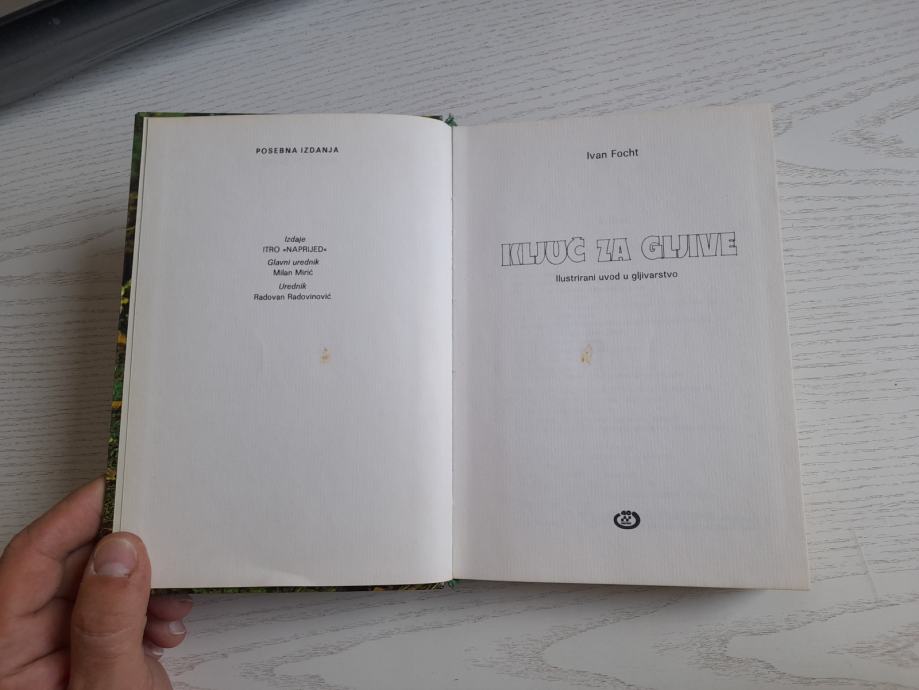 POSEBNA IZDANJA
Izdaje
ITRO »NAPRIJED«
Glavni urednik
Milan Mirić
Urednik
Radovan Radovinović
Ivan Focht
KLJUČ ZA GLJIVE
Ilustrirani uvod u gljivarstvo